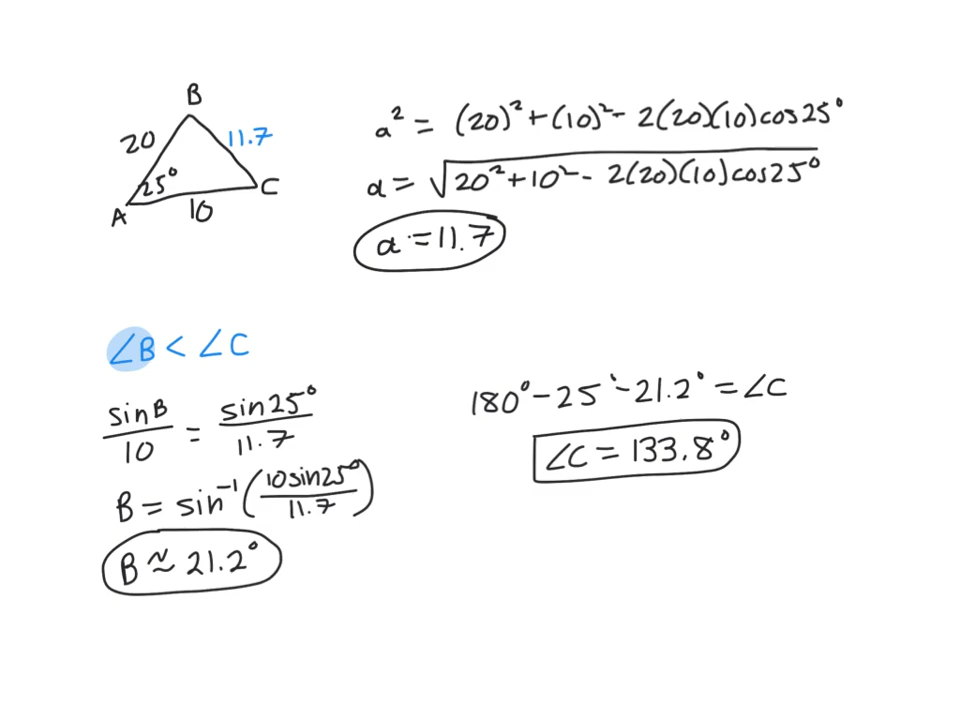 B
20
11.7
25°
A
10
C
a² = (20)² + (10)² - 2(20)(10)cos25°
a = √20² + 10² - 2(20)(10)cos25°
a = 11.7
∠B < ∠C
sinB/10 = sin25°/11.7
B = sin⁻¹(10sin25°/11.7)
B ≈ 21.2°
180° - 25° - 21.2° = ∠C
∠C = 133.8°